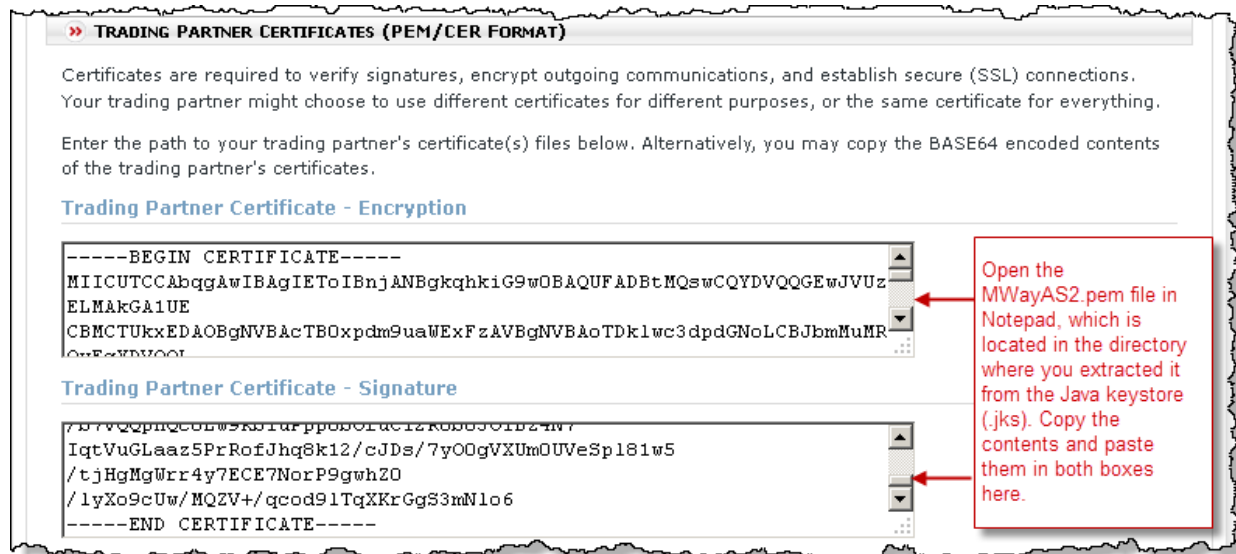 » TRADING PARTNER CERTIFICATES (PEM/CER FORMAT)
Certificates are required to verify signatures, encrypt outgoing communications, and establish secure (SSL) connections.
Your trading partner might choose to use different certificates for different purposes, or the same certificate for everything.
Enter the path to your trading partner's certificate(s) files below. Alternatively, you may copy the BASE64 encoded contents
of the trading partner's certificates.
Trading Partner Certificate - Encryption
-----BEGIN CERTIFICATE-----
MIICUTCCAbqgAwIBAgIEToIBnjANBgkqhkiG9w0BAQUFADBtMQswCQYDVQQGEwJVUz
ELMAkGA1UE
CBMCTUkxEDAOBgNVBAcTB0xpdm9uaWExFzAVBgNVBAoTDklwc3dpdGNoLCBJbmMuMR
Trading Partner Certificate - Signature
IqtVuGLaaz5PrRofJhq8k12/cJDs/7yO0gVXUm0UVeSpl81w5
/tjHgMgWrr4y7ECE7NorP9gwhZ0
/lyXo9cUw/MQZV+/qcod9lTqXKrGgS3mNlo6
-----END CERTIFICATE-----
Open the
MWayAS2.pem file in
Notepad, which is
located in the directory
where you extracted it
from the Java keystore
(.jks). Copy the
contents and paste
them in both boxes
here.